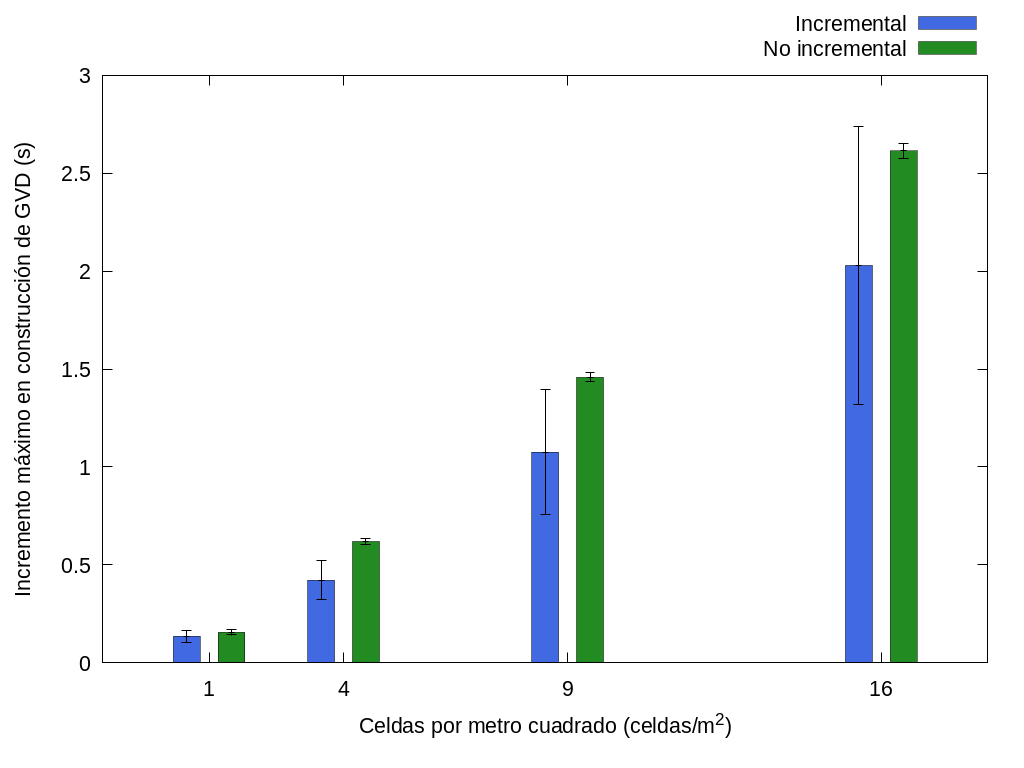 Incremental
No incremental
3
2.5
2
1.5
1
0.5
0
Incremento máximo en construcción de GVD (s)
1 4 9 16
Celdas por metro cuadrado (celdas/m²)